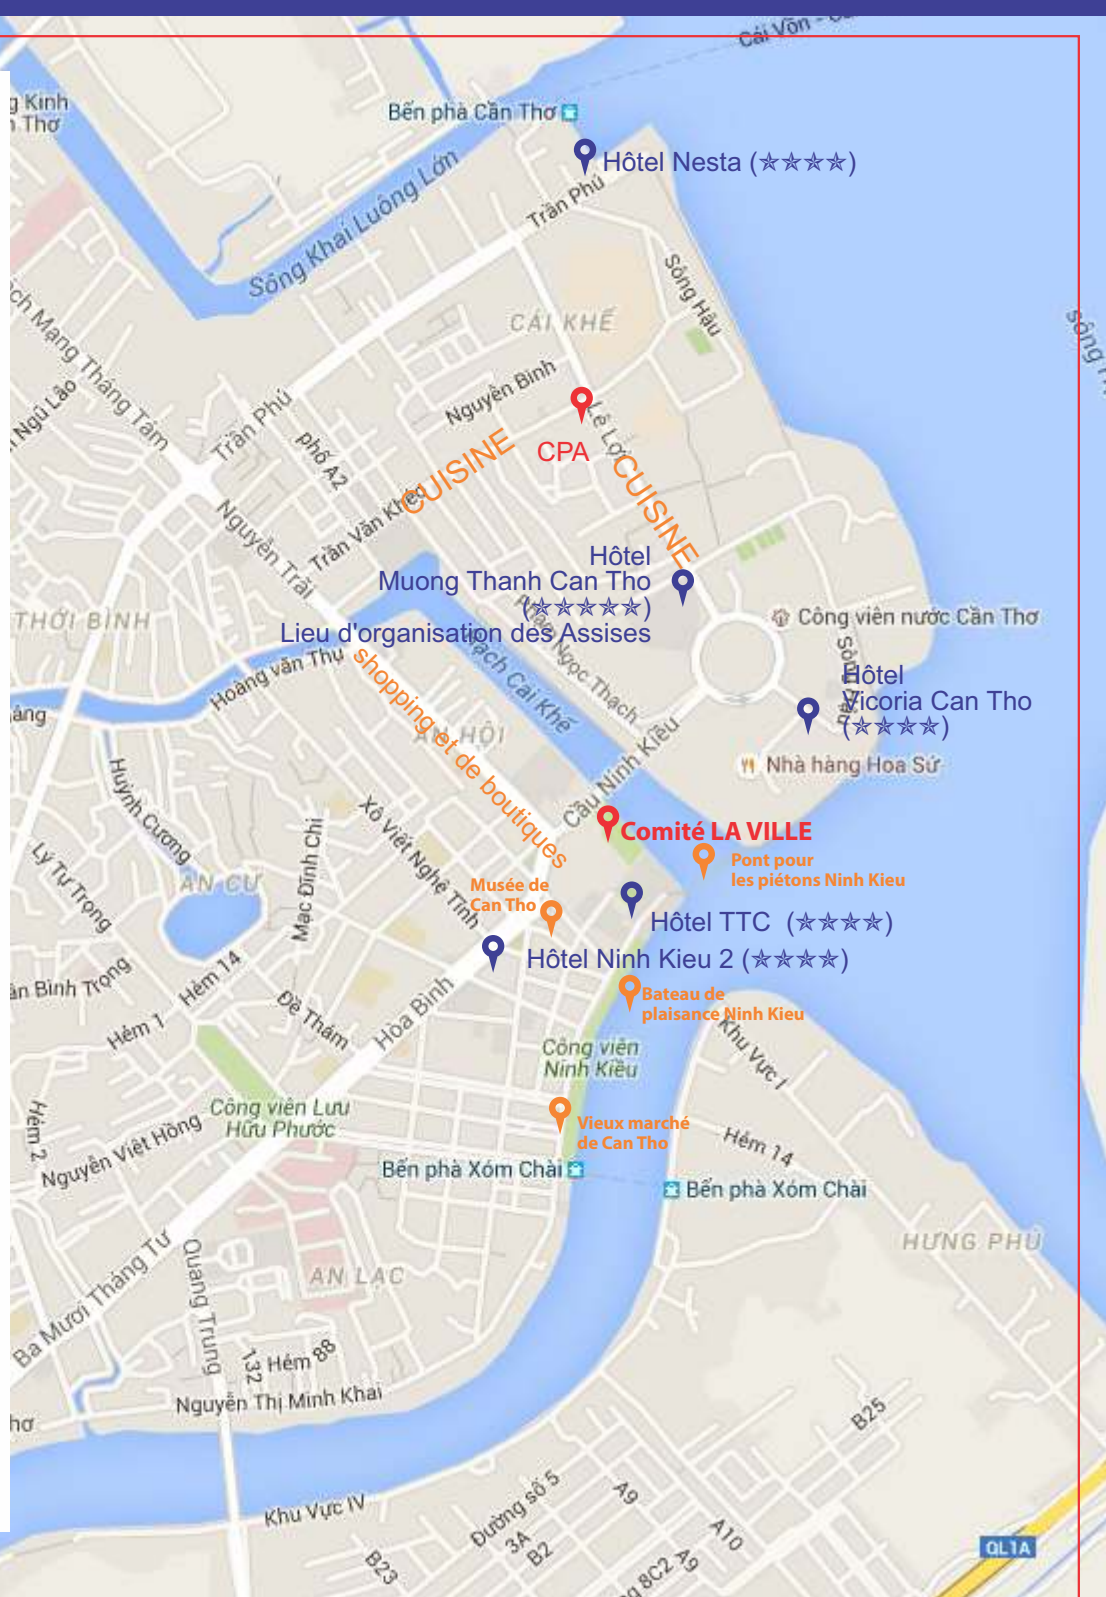 Cái Vồn -
g Kinh
Thơ
Bến phà Cần Thơ
Hôtel Nesta (✯✯✯✯)
Trần Phú
Sông Khai Luông Lớn
Sông Hậu
CÁI KHẾ
sông
ch Mạng Tháng Tám
Ngũ Lão
Nguyễn Bình
Trần Phú
phố A2
Lê Lợi
CPA
CUISINE
CUISINE
Trần Văn Khéo
Nguyễn Trãi
Hôtel
Muong Thanh Can Tho
(✯✯✯✯✯)
Lieu d'organisation des Assises
THỚI BÌNH
Phạm Ngọc Thạch
Rạch Cái Khế
Công viên nước Cần Thơ
Sông Hậu
Hoàng văn Thụ
shopping et de boutiques
Hôtel
Vicoria Can Tho
(✯✯✯✯)
AN HỘI
Cầu Ninh Kiều
Nhà hàng Hoa Sứ
Huỳnh Cương
Xô Viết Nghệ Tĩnh
Mạc Đĩnh Chi
Comité LA VILLE
Pont pour
les piétons Ninh Kieu
Lý Tự Trọng
AN CƯ
Musée de
Can Tho
Hôtel TTC (✯✯✯✯)
Hôtel Ninh Kieu 2 (✯✯✯✯)
Bình Trọng
Hẻm 14
Hẻm 1
Đề Thám
Hoa Bình
Bateau de
plaisance Ninh Kieu
Khu Vực I
Công viên
Ninh Kiều
Công viên Lưu
Hữu Phước
Hẻm 2
Nguyễn Việt Hồng
Vieux marché
de Can Tho
Hẻm 14
Bến phà Xóm Chài
Bến phà Xóm Chài
HƯNG PHÚ
Ba Mươi Tháng Tư
Quang Trung
AN LẠC
132
Hẻm 88
Nguyễn Thị Minh Khai
hơ
B25
Khu Vực IV
Đường số 5
3A
B2
A9
A10
A9
8C2
B23
QL1A